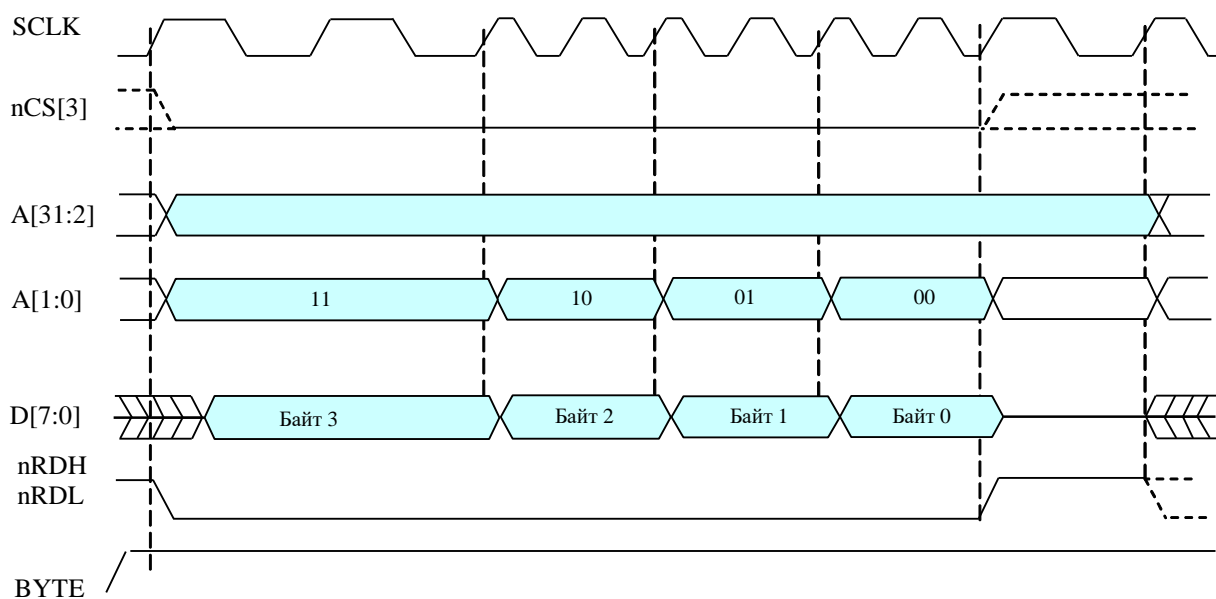 SCLK
nCS[3]
A[31:2]
A[1:0] 11 10 01 00
D[7:0] Байт 3 Байт 2 Байт 1 Байт 0
nRDH
nRDL
BYTE